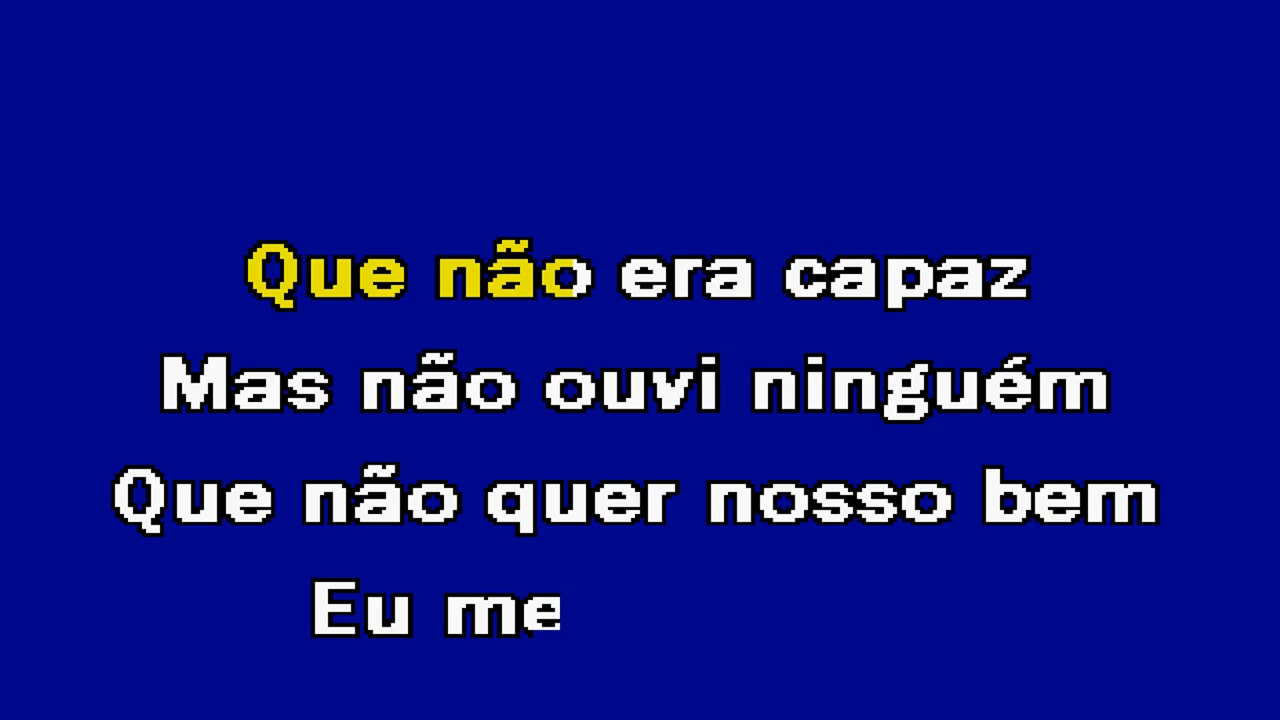 Que não era capaz
Mas não ouvi ninguém
Que não quer nosso bem
Eu me